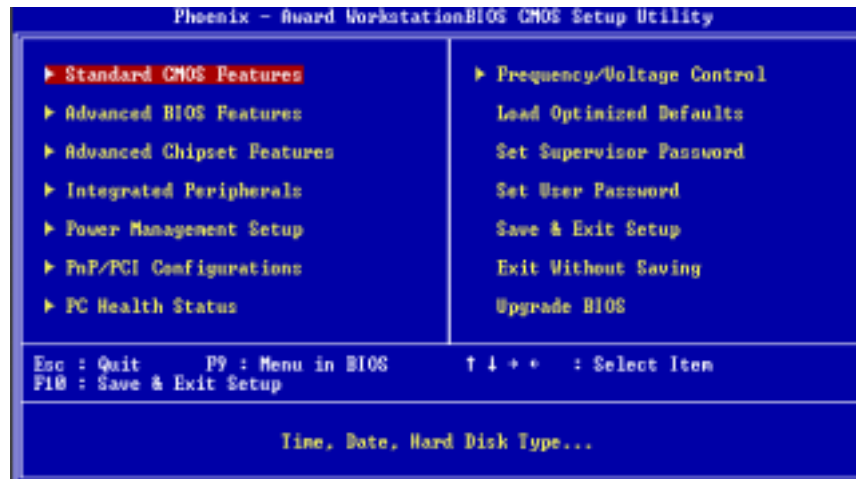 Phoenix - Award WorkstationBIOS CMOS Setup Utility
▶ Standard CMOS Features
▶ Advanced BIOS Features
▶ Advanced Chipset Features
▶ Integrated Peripherals
▶ Power Management Setup
▶ PnP/PCI Configurations
▶ PC Health Status
▶ Frequency/Voltage Control
Load Optimized Defaults
Set Supervisor Password
Set User Password
Save & Exit Setup
Exit Without Saving
Upgrade BIOS
Esc : Quit F9 : Menu in BIOS ↑ ↓ → ← : Select Item
F10 : Save & Exit Setup
Time, Date, Hard Disk Type...